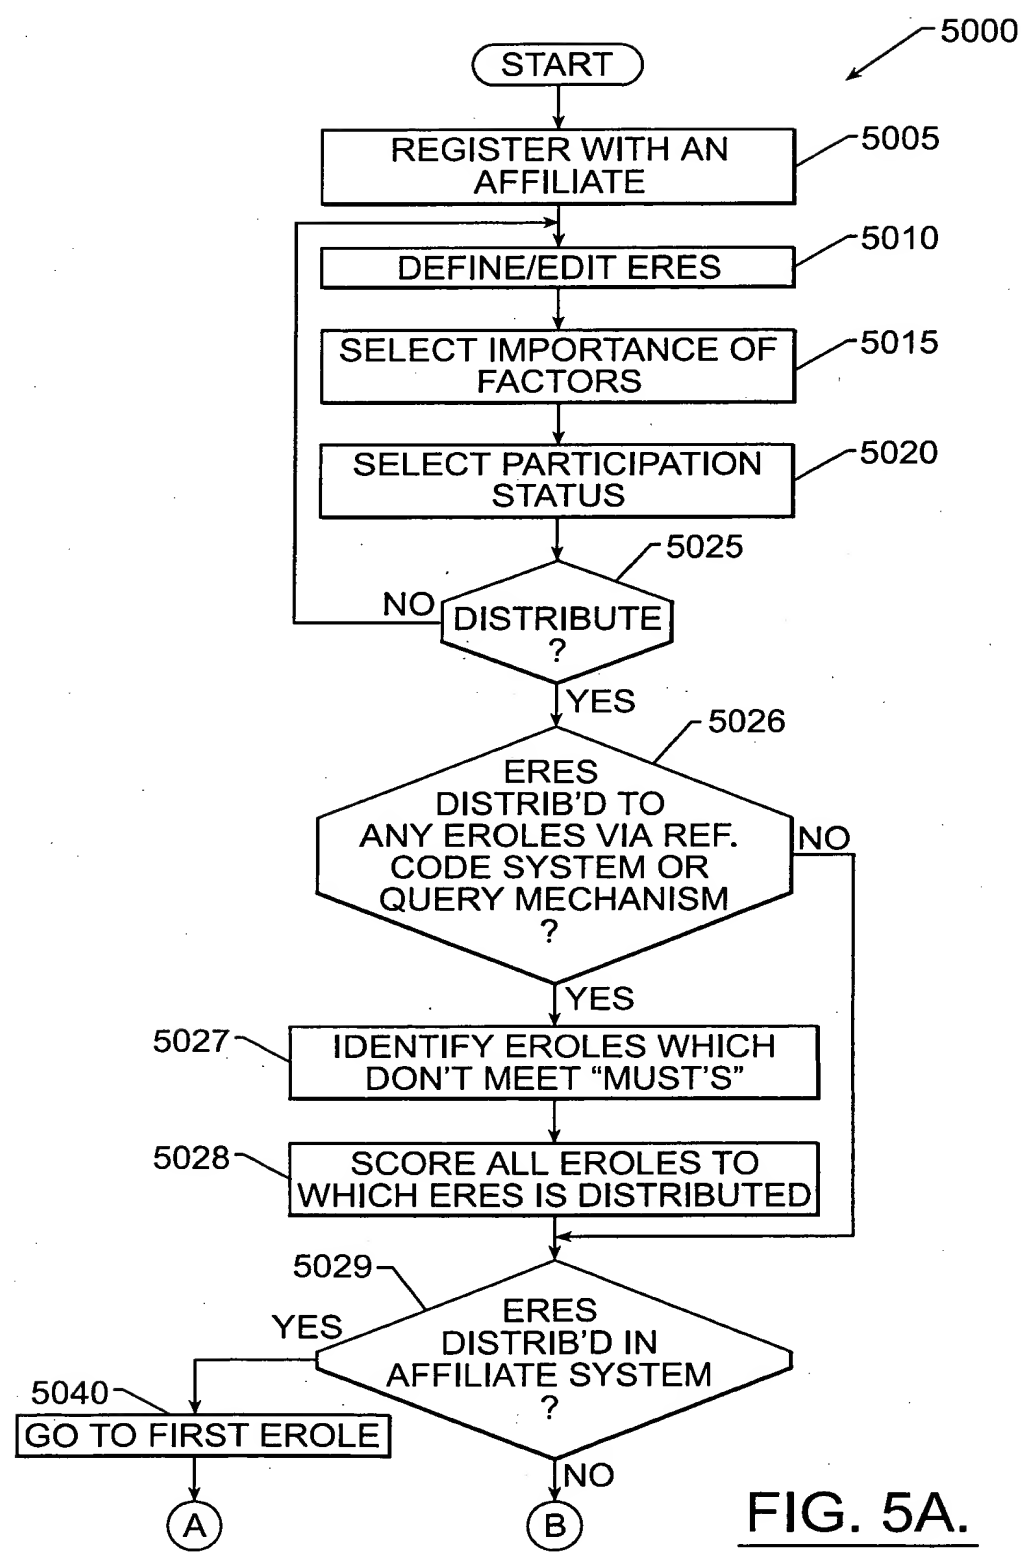 5000
START
REGISTER WITH AN
AFFILIATE
5005
DEFINE/EDIT ERES
5010
SELECT IMPORTANCE OF
FACTORS
5015
SELECT PARTICIPATION
STATUS
5020
5025
NO
DISTRIBUTE
?
YES
5026
ERES
DISTRIB'D TO
ANY EROLES VIA REF.
CODE SYSTEM OR
QUERY MECHANISM
?
NO
YES
5027
IDENTIFY EROLES WHICH
DON'T MEET “MUST'S”
5028
SCORE ALL EROLES TO
WHICH ERES IS DISTRIBUTED
5029
YES
ERES
DISTRIB'D IN
AFFILIATE SYSTEM
?
5040
GO TO FIRST EROLE
NO
A
B
FIG. 5A.